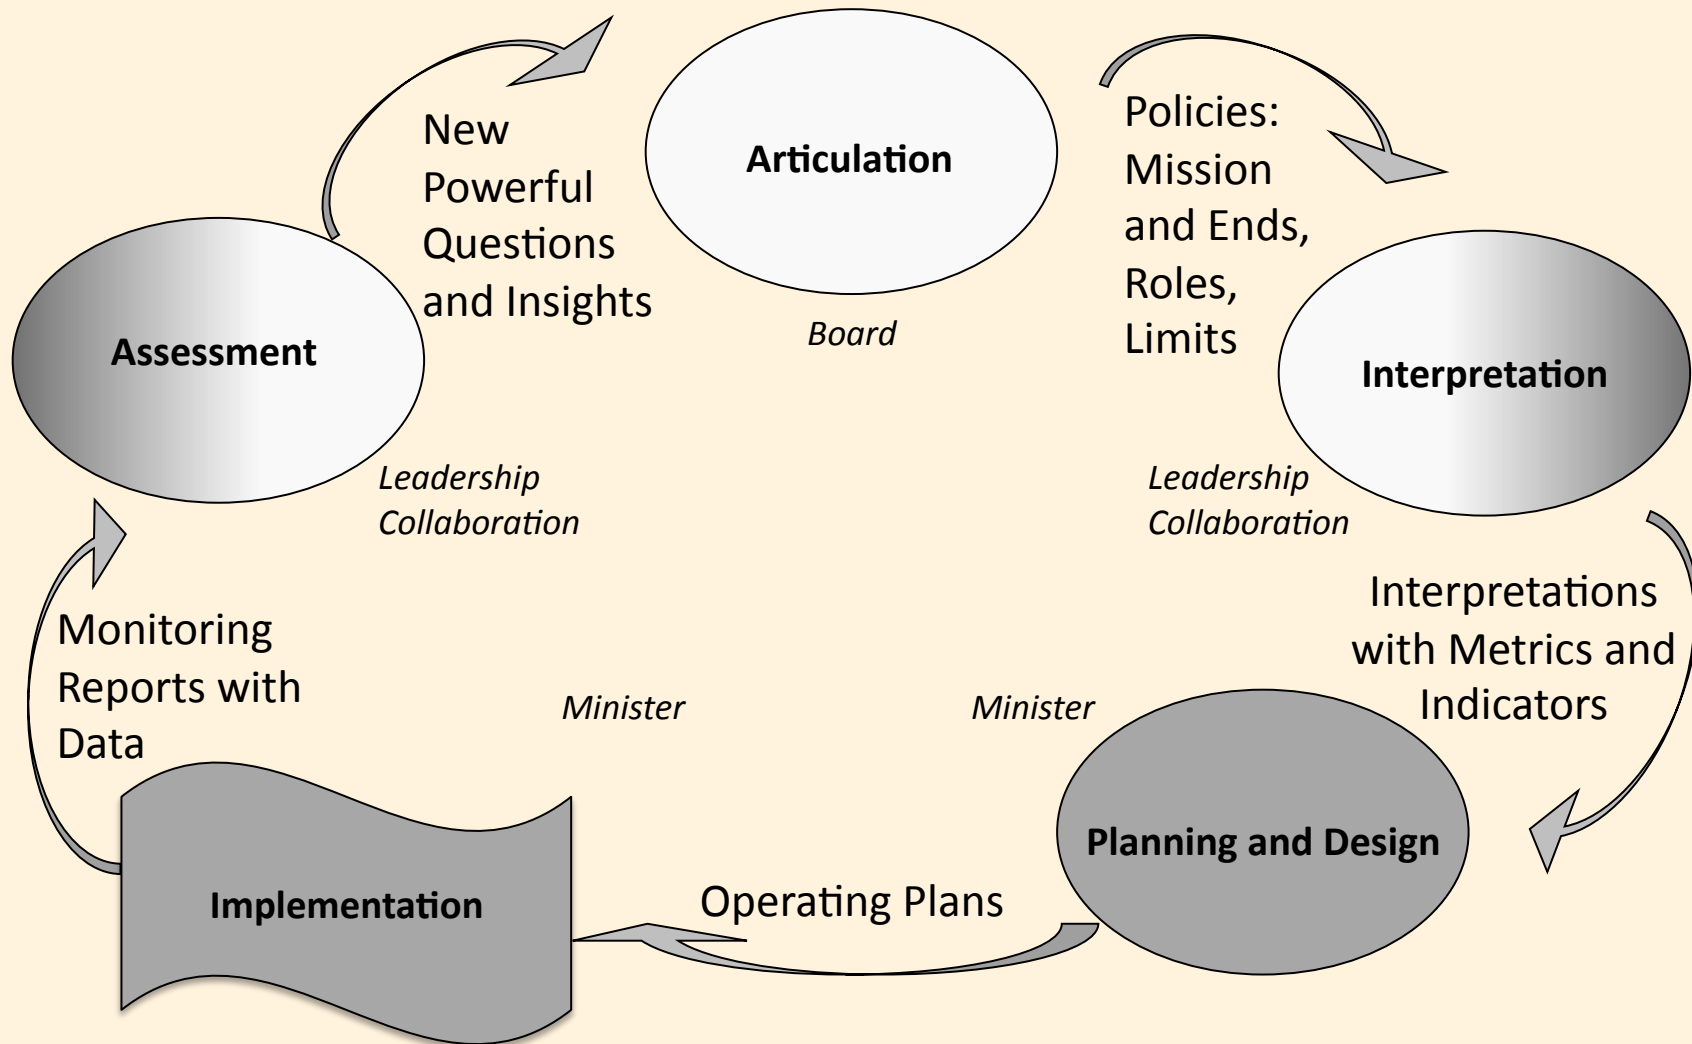 New
Powerful
Questions
and Insights
Articulation
Board
Policies:
Mission
and Ends,
Roles,
Limits
Assessment
Interpretation
Leadership
Collaboration
Leadership
Collaboration
Interpretations
with Metrics and
Indicators
Monitoring
Reports with
Data
Minister
Minister
Planning and Design
Operating Plans
Implementation